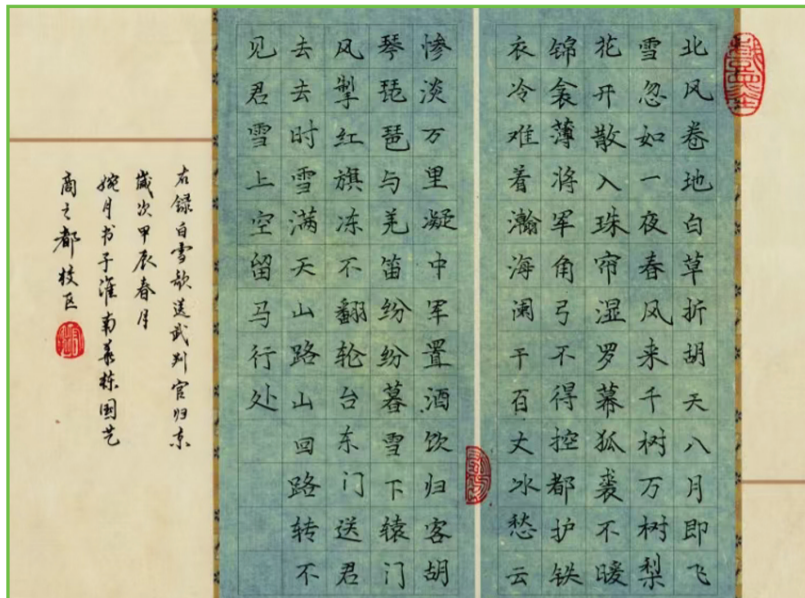 北风卷地白草折胡天八月即飞
雪忽如一夜春风来千树万树梨
花开散入珠帘湿罗幕狐裘不暖
锦衾薄将军角弓不得控都护铁
衣冷难着瀚海阑干百丈冰愁云
惨淡万里凝中军置酒饮归客胡
琴琵琶与羌笛纷纷暮雪下辕门
风掣红旗冻不翻轮台东门送君
去去时雪满天山路山回路转不
见君雪上空留马行处
右録白雪歌送武判官归京
歲次甲辰春月
婉月书于淮南国艺
商之都校区